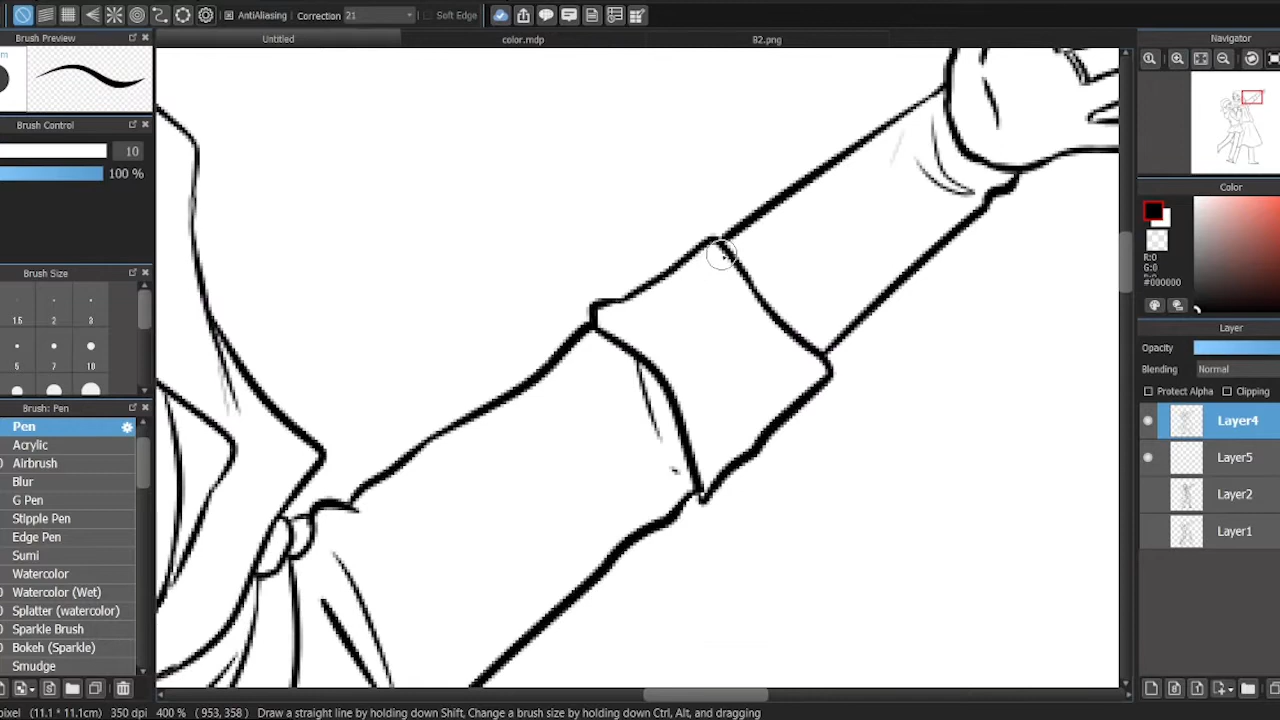 AntiAliasing Correction 21 Soft Edge
Brush Preview
Untitled color.mdp 82.png
Navigator
Brush Control
10
100 %
Color
R:0
G:0
B:0
#000000
Brush Size
1.5 2 3
5 7 10
Layer
Opacity
Blending Normal
Protect Alpha Clipping
Brush: Pen
Pen
Acrylic
Airbrush
Blur
G Pen
Stipple Pen
Edge Pen
Sumi
Watercolor
Watercolor (Wet)
Splatter (watercolor)
Sparkle Brush
Bokeh (Sparkle)
Smudge
Layer4
Layer5
Layer2
Layer1
pixel (11.1 * 11.1cm) 350 dpi 400 % ( 953, 358 ) Draw a straight line by holding down Shift, Change a brush size by holding down Ctrl, Alt, and dragging